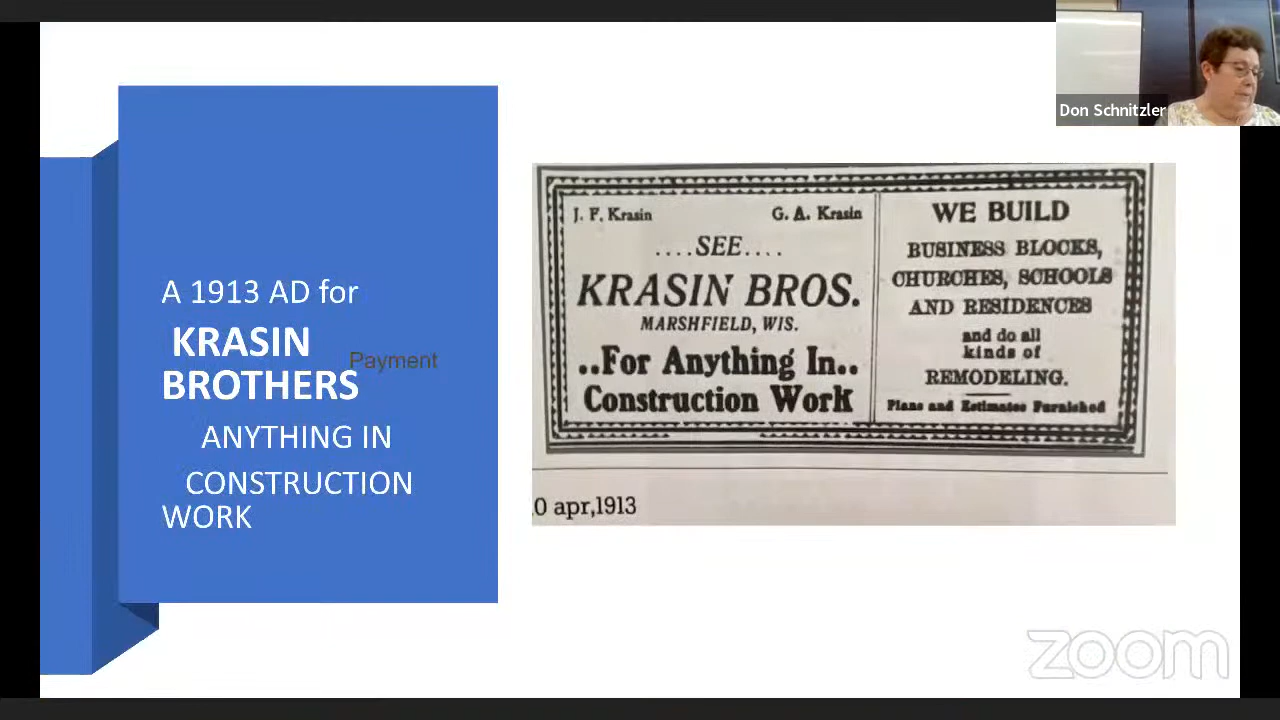 Don Schnitzler
A 1913 AD for
KRASIN
BROTHERS
Payment
ANYTHING IN
CONSTRUCTION
WORK
J. F. Krasin
G. A. Krasin
....SEE....
KRASIN BROS.
MARSHFIELD, WIS.
..For Anything In..
Construction Work
WE BUILD
BUSINESS BLOCKS,
CHURCHES, SCHOOLS
AND RESIDENCES
and do all
kinds of
REMODELING.
Plans and Estimates Furnished
0 apr,1913
zoom